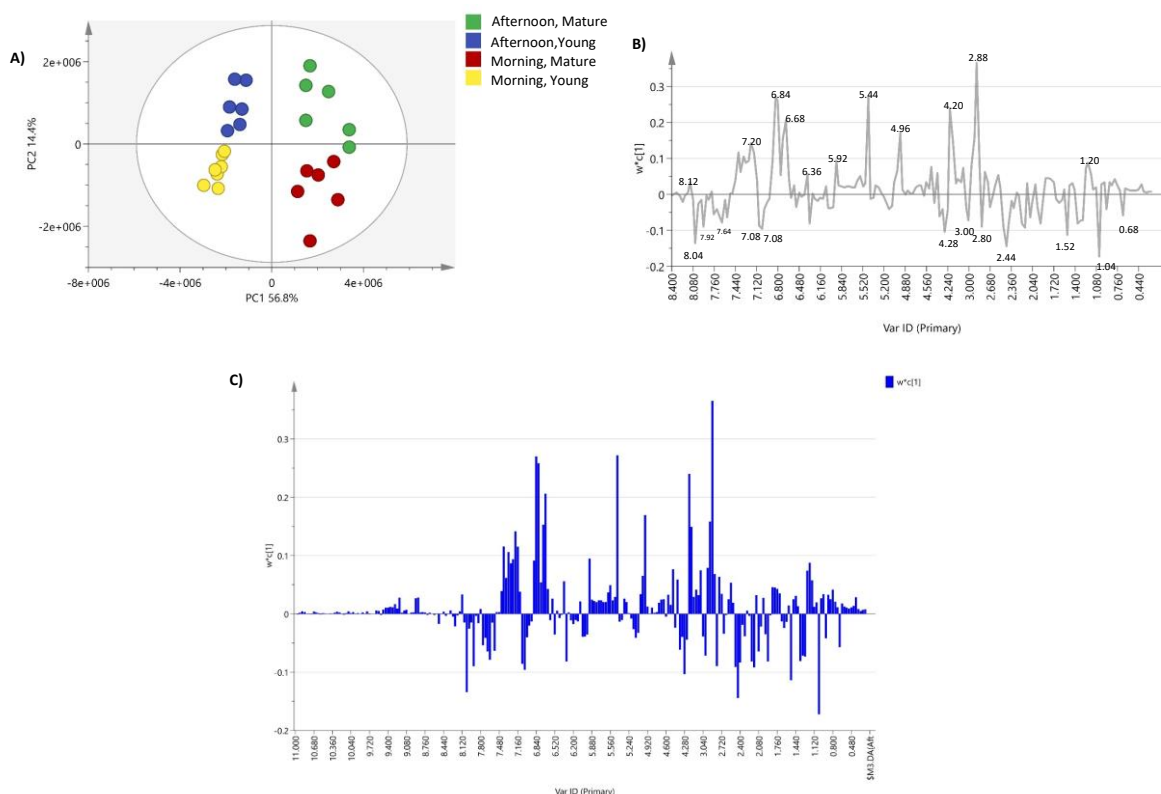 A)
Afternoon, Mature
Afternoon,Young
Morning, Mature
Morning, Young
PC2 14.4%
2e+006
0
-2e+006
-8e+006 -4e+006 0 4e+006
PC1 56.8%
B)
w*c[1]
0.3
0.2
0.1
0
-0.1
-0.2
8.12
8.04
7.92
7.64
7.20
7.08
7.08
6.84
6.68
6.36
5.92
5.44
4.96
4.20
4.28
3.00
2.88
2.80
2.44
1.52
1.20
1.04
0.68
8.400 8.080 7.760 7.440 7.120 6.800 6.480 6.160 5.840 5.520 5.200 4.880 4.560 4.240 3.000 2.680 2.360 2.040 1.720 1.400 1.080 0.760 0.440
Var ID (Primary)
C)
w*c[1]
w*c[1]
0.3
0.2
0.1
0
-0.1
-0.2
11.000 10.680 10.360 10.040 9.720 9.400 9.080 8.760 8.440 8.120 7.800 7.480 7.160 6.840 6.520 6.200 5.880 5.560 5.240 4.920 4.600 4.280 3.040 2.720 2.400 2.080 1.760 1.440 1.120 0.800 0.480 $M3.DA(Aft
Var ID (Primary)